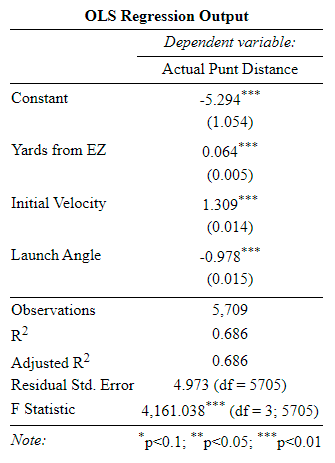 OLS Regression Output
Dependent variable:
Actual Punt Distance
Constant -5.294***
(1.054)
Yards from EZ 0.064***
(0.005)
Initial Velocity 1.309***
(0.014)
Launch Angle -0.978***
(0.015)
Observations 5,709
R2 0.686
Adjusted R2 0.686
Residual Std. Error 4.973 (df = 5705)
F Statistic 4,161.038*** (df = 3; 5705)
Note: *p<0.1; **p<0.05; ***p<0.01